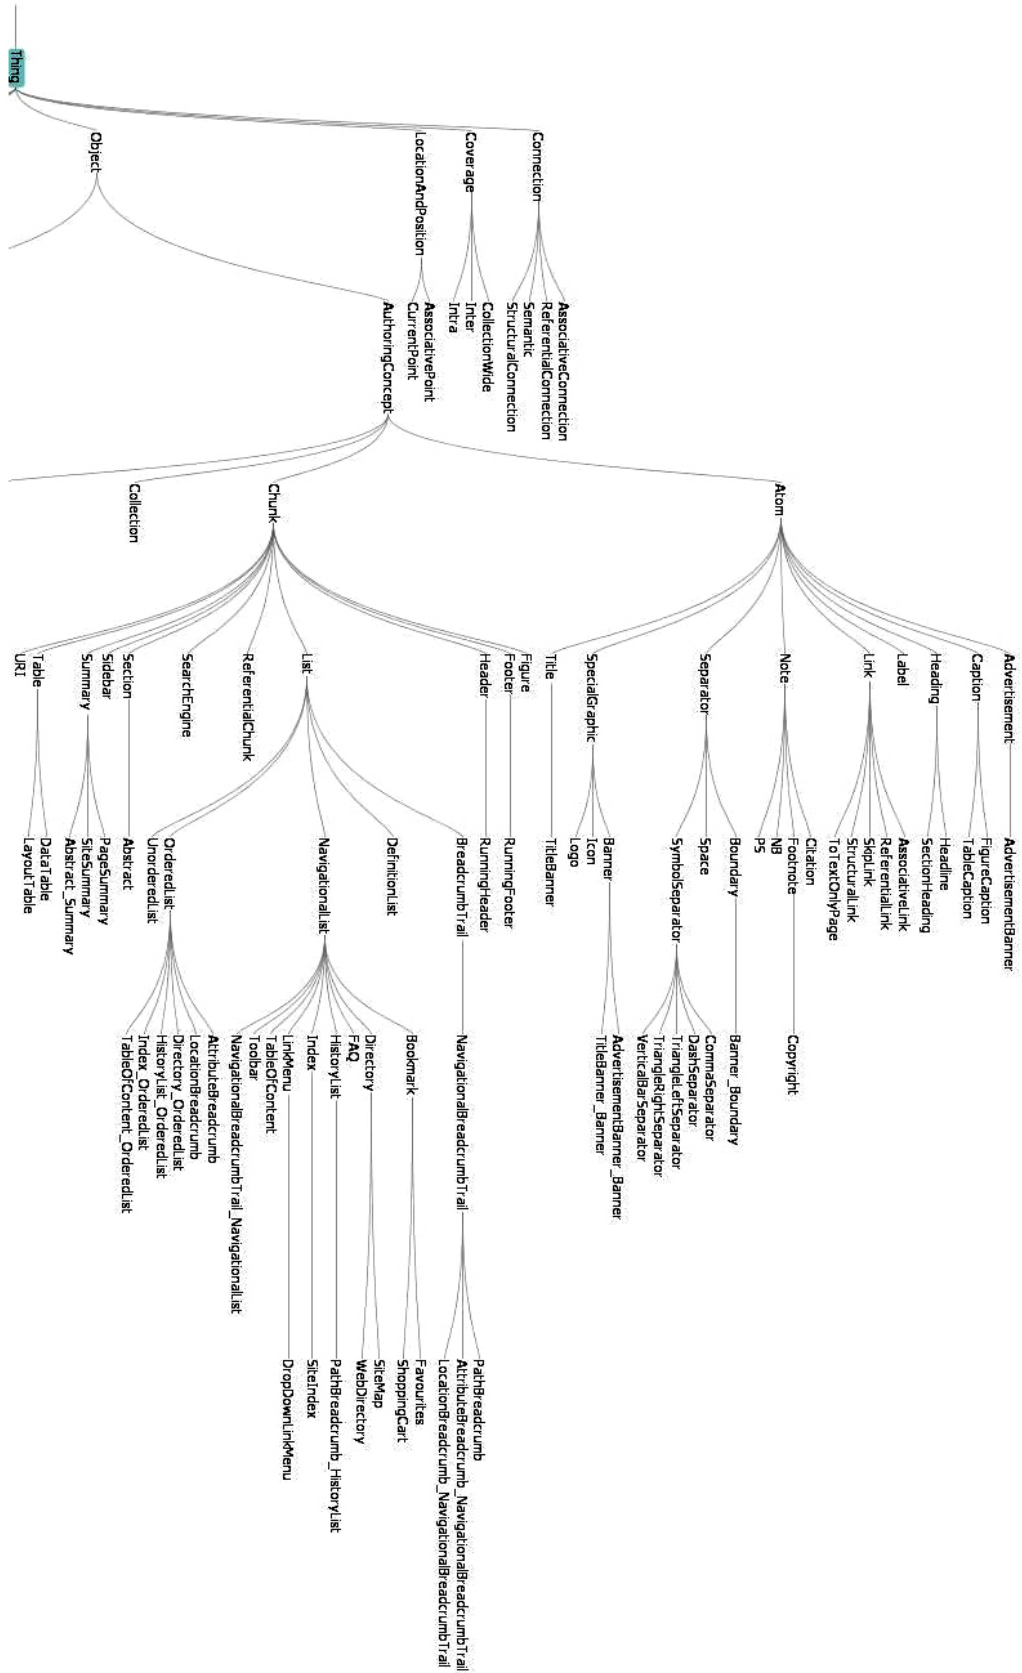 Thing
Connection
Coverage
LocationAndPosition
Object
AssociativeConnection
ReferentialConnection
Semantic
StructuralConnection
CollectionWide
Inter
Intra
AssociativePoint
CurrentPoint
AuthoringConcept
Atom
Chunk
Collection
Advertisement
Caption
Heading
Label
Link
Note
Separator
SpecialGraphic
Title
Figure
Footer
Header
List
ReferentialChunk
SearchEngine
Section
Sidebar
Summary
Table
URI
AdvertisementBanner
FigureCaption
TableCaption
Headline
SectionHeading
AssociativeLink
ReferentialLink
SkipLink
StructuralLink
ToTextOnlyPage
Citation
Footnote
NB
PS
Boundary
Space
SymbolSeparator
Banner
Icon
Logo
TitleBanner
RunningFooter
RunningHeader
BreadcrumbTrail
DefinitionList
NavigationalList
OrderedList
UnorderedList
Abstract
PageSummary
SiteSummary
Abstract_Summary
DataTable
LayoutTable
Copyright
Banner_Boundary
CommaSeparator
DashSeparator
TriangleLeftSeparator
TriangleRightSeparator
VerticalBarSeparator
AdvertisementBanner_Banner
TitleBanner_Banner
NavigationalBreadcrumbTrail
Bookmark
Directory
FAQ
HistoryList
Index
LinkMenu
TableOfContent
Toolbar
NavigationalBreadcrumbTrail_NavigationalList
AttributeBreadcrumb
LocationBreadcrumb
Directory_OrderedList
HistoryList_OrderedList
Index_OrderedList
TableOfContent_OrderedList
PathBreadcrumb
AttributeBreadcrumb_NavigationalBreadcrumbTrail
LocationBreadcrumb_NavigationalBreadcrumbTrail
Favourites
ShoppingCart
SiteMap
WebDirectory
PathBreadcrumb_HistoryList
SiteIndex
DropDownLinkMenu